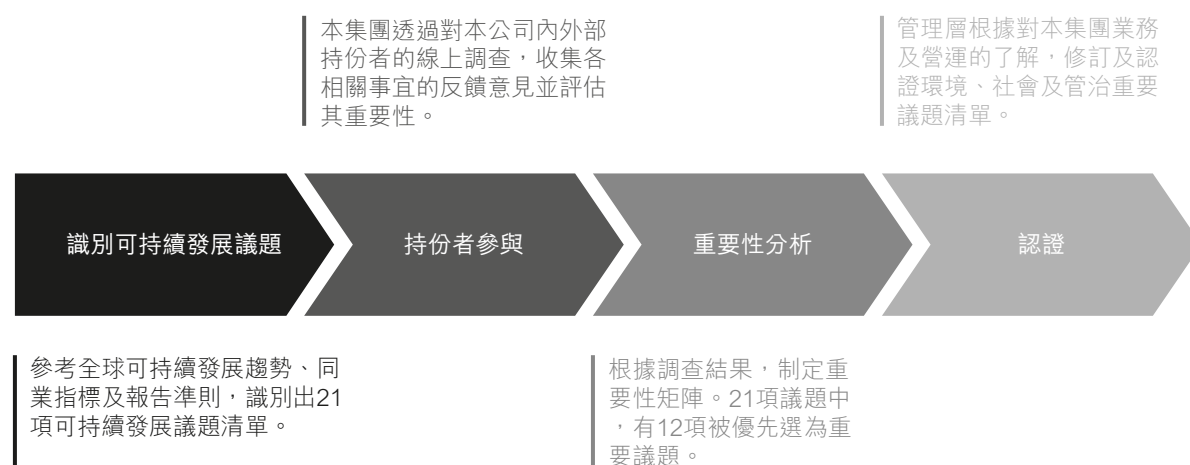 本集團透過對本公司內外部
持份者的線上調查，收集各
相關事宜的反饋意見並評估
其重要性。
管理層根據對本集團業務
及營運的了解，修訂及認
證環境、社會及管治重要
議題清單。
識別可持續發展議題
持份者參與
重要性分析
認證
參考全球可持續發展趨勢、同
業指標及報告準則，識別出21
項可持續發展議題清單。
根據調查結果，制定重
要性矩陣。21項議題中
，有12項被優先選為重
要議題。